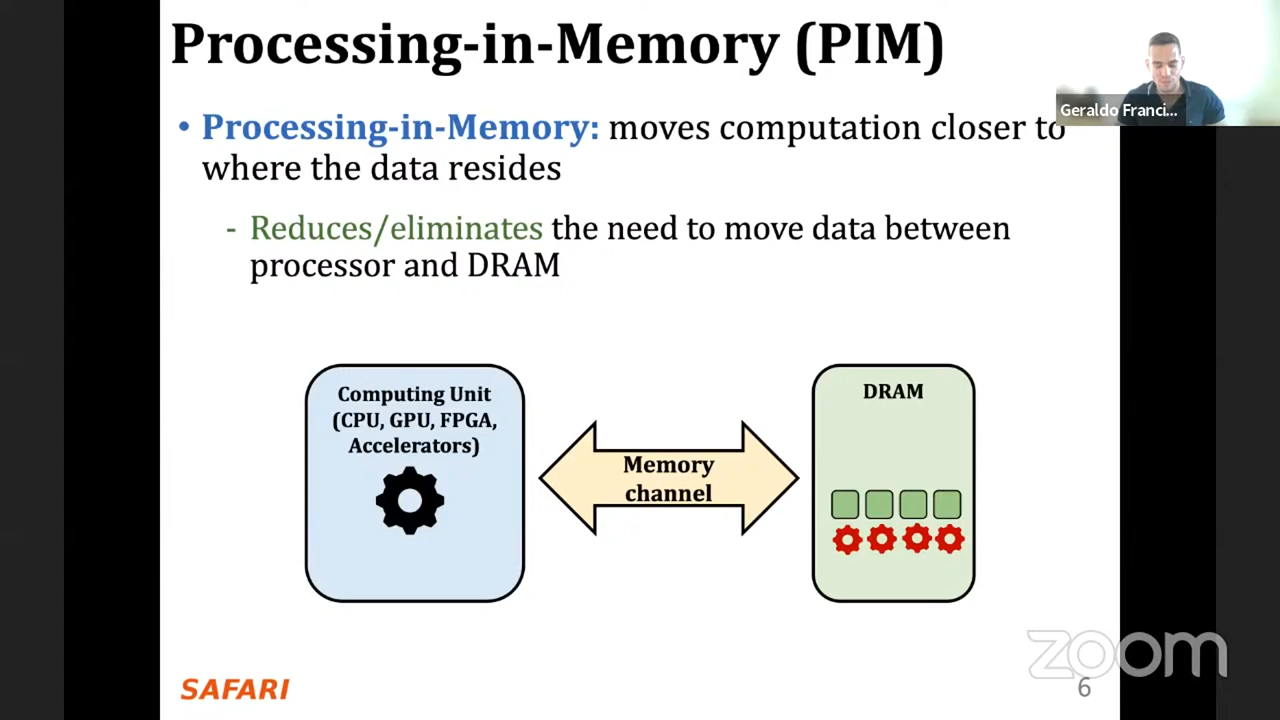 Processing-in-Memory (PIM)
Geraldo Franci...
• Processing-in-Memory: moves computation closer to
where the data resides
- Reduces/eliminates the need to move data between
processor and DRAM
Computing Unit
(CPU, GPU, FPGA,
Accelerators)
Memory
channel
DRAM
SAFARI
zoom
6